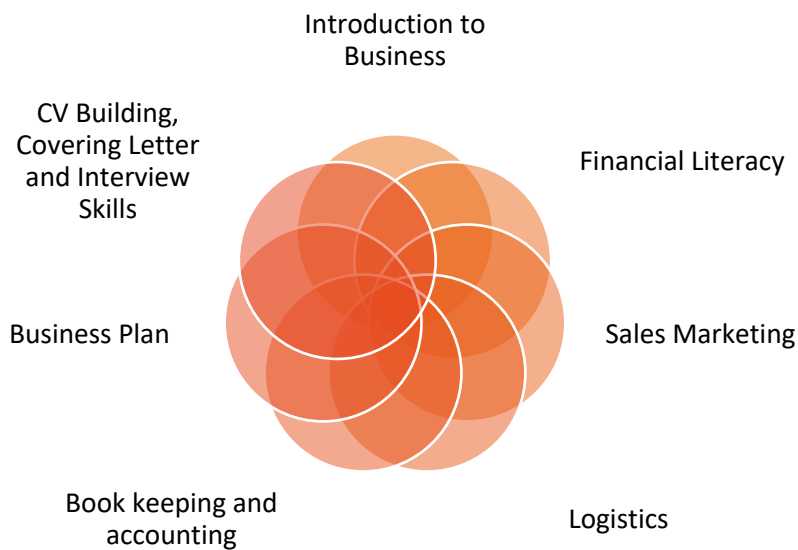 Introduction to
Business
CV Building,
Covering Letter
and Interview
Skills
Financial Literacy
Business Plan
Sales Marketing
Book keeping and
accounting
Logistics